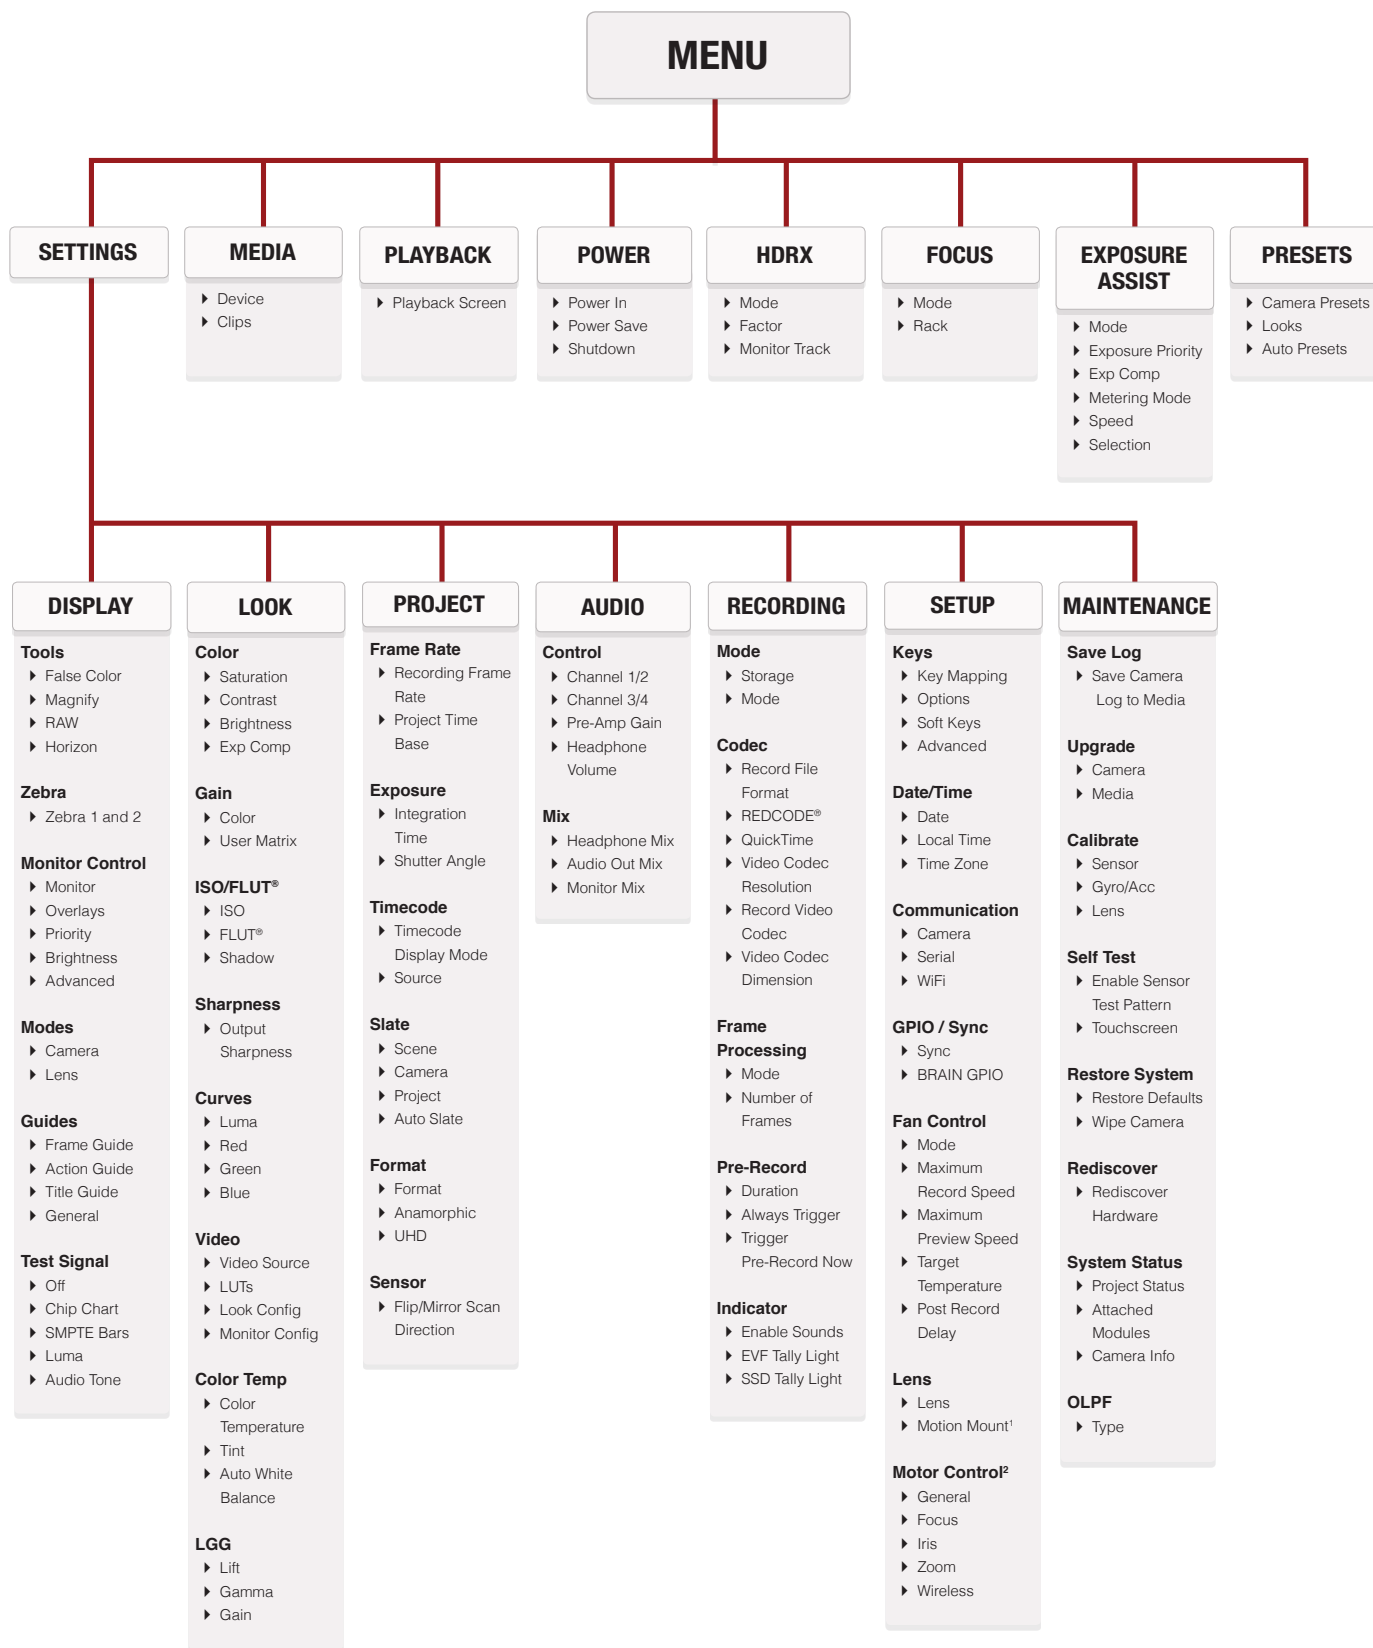 MENU
SETTINGS
MEDIA
Device
Clips
PLAYBACK
Playback Screen
POWER
Power In
Power Save
Shutdown
HDRX
Mode
Factor
Monitor Track
FOCUS
Mode
Rack
EXPOSURE
ASSIST
Mode
Exposure Priority
Exp Comp
Metering Mode
Speed
Selection
PRESETS
Camera Presets
Looks
Auto Presets
DISPLAY
Tools
False Color
Magnify
RAW
Horizon
Zebra
Zebra 1 and 2
Monitor Control
Monitor
Overlays
Priority
Brightness
Advanced
Modes
Camera
Lens
Guides
Frame Guide
Action Guide
Title Guide
General
Test Signal
Off
Chip Chart
SMPTE Bars
Luma
Audio Tone
LOOK
Color
Saturation
Contrast
Brightness
Exp Comp
Gain
Color
User Matrix
ISO/FLUT®
ISO
FLUT®
Shadow
Sharpness
Output
Sharpness
Curves
Luma
Red
Green
Blue
Video
Video Source
LUTs
Look Config
Monitor Config
Color Temp
Color
Temperature
Tint
Auto White
Balance
LGG
Lift
Gamma
Gain
PROJECT
Frame Rate
Recording Frame
Rate
Project Time
Base
Exposure
Integration
Time
Shutter Angle
Timecode
Timecode
Display Mode
Source
Slate
Scene
Camera
Project
Auto Slate
Format
Format
Anamorphic
UHD
Sensor
Flip/Mirror Scan
Direction
AUDIO
Control
Channel 1/2
Channel 3/4
Pre-Amp Gain
Headphone
Volume
Mix
Headphone Mix
Audio Out Mix
Monitor Mix
RECORDING
Mode
Storage
Mode
Codec
Record File
Format
REDCODE®
QuickTime
Video Codec
Resolution
Record Video
Codec
Video Codec
Dimension
Frame
Processing
Mode
Number of
Frames
Pre-Record
Duration
Always Trigger
Trigger
Pre-Record Now
Indicator
Enable Sounds
EVF Tally Light
SSD Tally Light
SETUP
Keys
Key Mapping
Options
Soft Keys
Advanced
Date/Time
Date
Local Time
Time Zone
Communication
Camera
Serial
WiFi
GPIO / Sync
Sync
BRAIN GPIO
Fan Control
Mode
Maximum
Record Speed
Maximum
Preview Speed
Target
Temperature
Post Record
Delay
Lens
Lens
Motion Mount¹
Motor Control²
General
Focus
Iris
Zoom
Wireless
MAINTENANCE
Save Log
Save Camera
Log to Media
Upgrade
Camera
Media
Calibrate
Sensor
Gyro/Acc
Lens
Self Test
Enable Sensor
Test Pattern
Touchscreen
Restore System
Restore Defaults
Wipe Camera
Rediscover
Rediscover
Hardware
System Status
Project Status
Attached
Modules
Camera Info
OLPF
Type